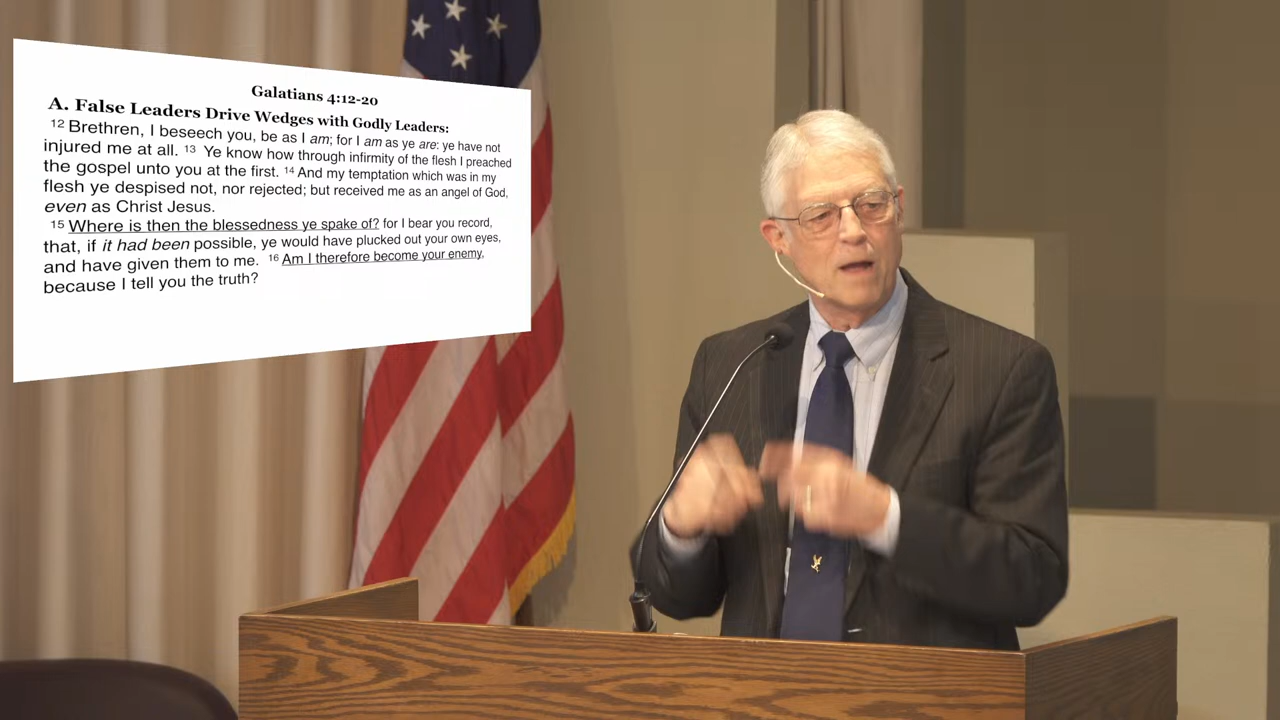 Galatians 4:12-20
A. False Leaders Drive Wedges with Godly Leaders:
12 Brethren, I beseech you, be as I am; for I am as ye are: ye have not
injured me at all. 13 Ye know how through infirmity of the flesh I preached
the gospel unto you at the first. 14 And my temptation which was in my
flesh ye despised not, nor rejected; but received me as an angel of God,
even as Christ Jesus.
15 Where is then the blessedness ye spake of? for I bear you record,
that, if it had been possible, ye would have plucked out your own eyes,
and have given them to me. 16 Am I therefore become your enemy,
because I tell you the truth?